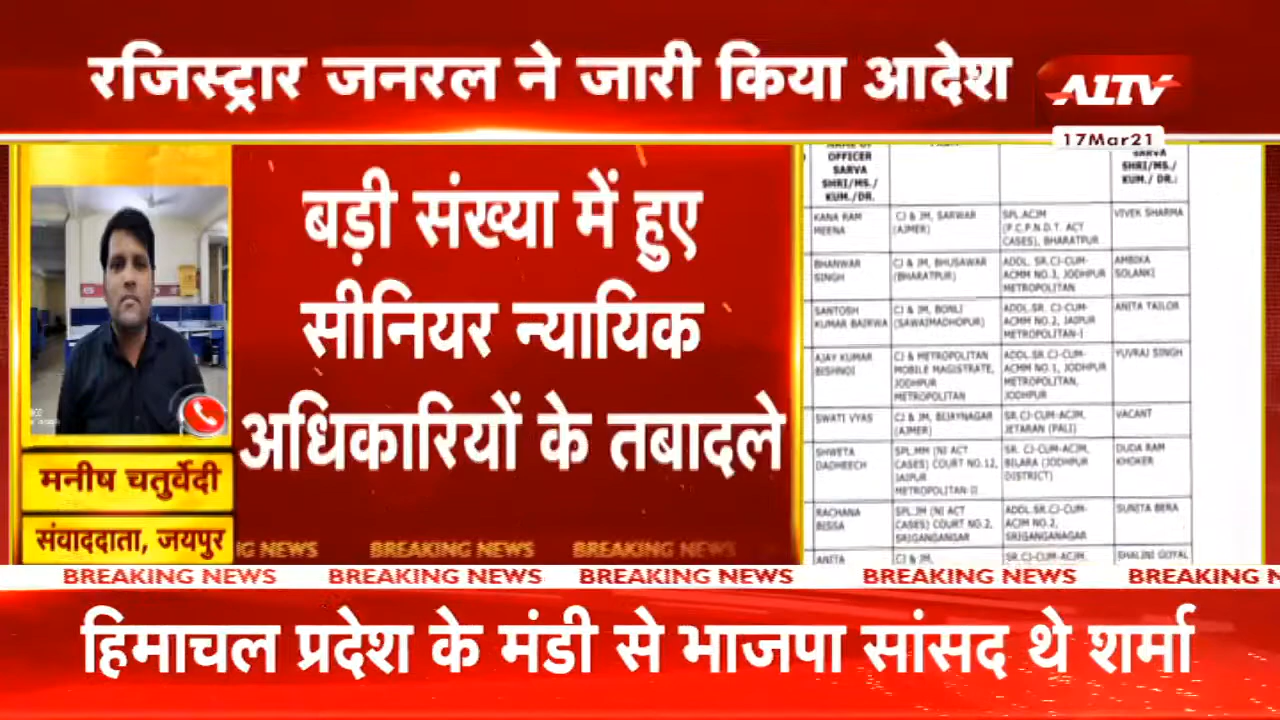 रजिस्ट्रार जनरल ने जारी किया आदेश
A1TV
17Mar21
बड़ी संख्या में हुए
सीनियर न्यायिक
अधिकारियों के तबादले
मनीष चतुर्वेदी
संवाददाता, जयपुर
NAME OF
OFFICER
SARVA
SHRI/MS./
KUM./DR.
SARVA
SHRI/MS./
KUM./ DR.:
KANA RAM
MEENA
CJ & JM, SARWAR
(AJMER)
SPL.ACJM
(P.C.P.N.D.T. ACT
CASES), BHARATPUR
VIVEK SHARMA
BHANWAR
SINGH
CJ & JM, BHUSAWAR
(BHARATPUR)
ADDL. SR. CJ-CUM-
ACMM NO.3, JODHPUR
METROPOLITAN
AMBIKA
SOLANKI
SANTOSH
KUMAR BAIRWA
CJ & JM, BONLI
(SAWAIMADHOPUR)
ADDL.SR.CJ-CUM-
ACMM NO.2, JAIPUR
METROPOLITAN-I
ANITA TAILOR
AJAY KUMAR
BISHNOI
CJ & METROPOLITAN
MOBILE MAGISTRATE,
JODHPUR
METROPOLITAN
ADDL.SR.CJ-CUM-
ACMM NO.1, JODHPUR
METROPOLITAN,
JODHPUR
YUVRAJ SINGH
SWATI VYAS
CJ & JM, BIJAYNAGAR
(AJMER)
SR.CJ-CUM-ACJM,
JETARAN (PALI)
VACANT
SHWETA
DADHEECH
SPL.MM (NI ACT
CASES) COURT NO.12,
JAIPUR
METROPOLITAN-II
SR. CJ-CUM-ACJM,
BILARA (JODHPUR
DISTRICT)
DUDA RAM
KHOKER
RACHANA
BISSA
SPL.JM (NI ACT
CASES) COURT NO.2,
SRIGANGANGAR
ADDL.SR.CJ-CUM-
ACJM NO.2,
SRIGANGANAGAR
SUNITA BERA
ANITA
CJ & JM,
SR.CJ-CUM-ACJM,
SHALINI GOYAL
NG NEWS BREAKING NEWS BREAKING NEWS
BREAKING NEWS BREAKING NEWS BREAKING NEWS BREAKING NEWS BREAKING N
हिमाचल प्रदेश के मंडी से भाजपा सांसद थे शर्मा